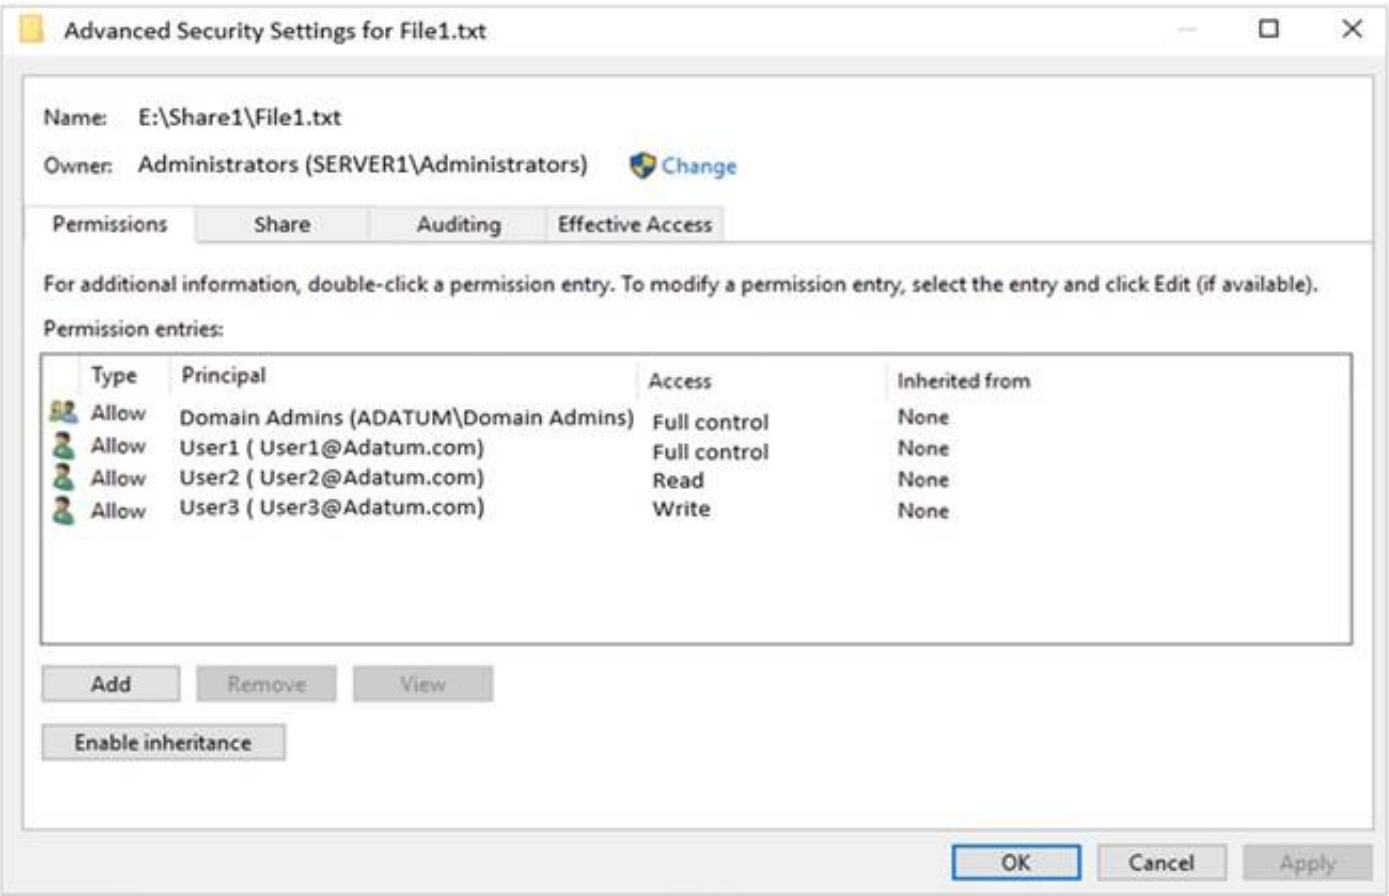 Advanced Security Settings for File1.txt
Name: E:\Share1\File1.txt
Owner: Administrators (SERVER1\Administrators) Change
Permissions Share Auditing Effective Access
For additional information, double-click a permission entry. To modify a permission entry, select the entry and click Edit (if available).
Permission entries:
Type Principal Access Inherited from
Allow Domain Admins (ADATUM\Domain Admins) Full control None
Allow User1 ( User1@Adatum.com) Full control None
Allow User2 ( User2@Adatum.com) Read None
Allow User3 ( User3@Adatum.com) Write None
Add Remove View
Enable inheritance
OK Cancel Apply